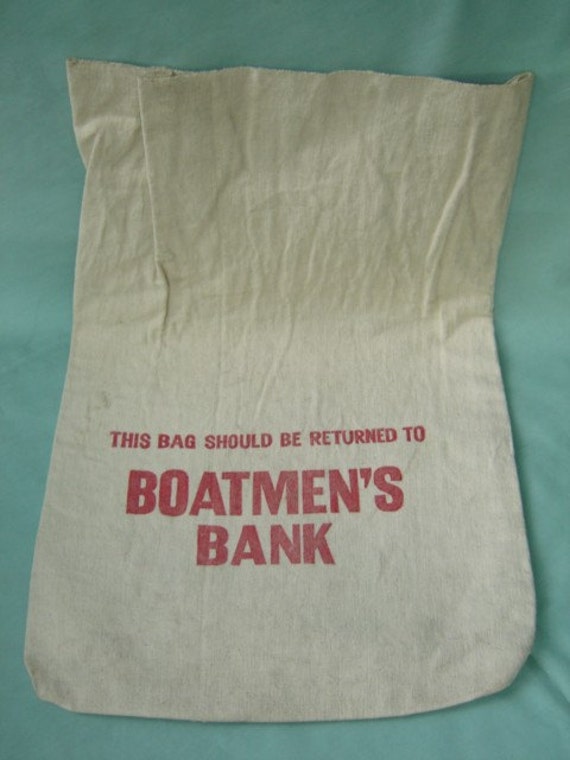 THIS BAG SHOULD BE RETURNED TO
BOATMEN'S
BANK